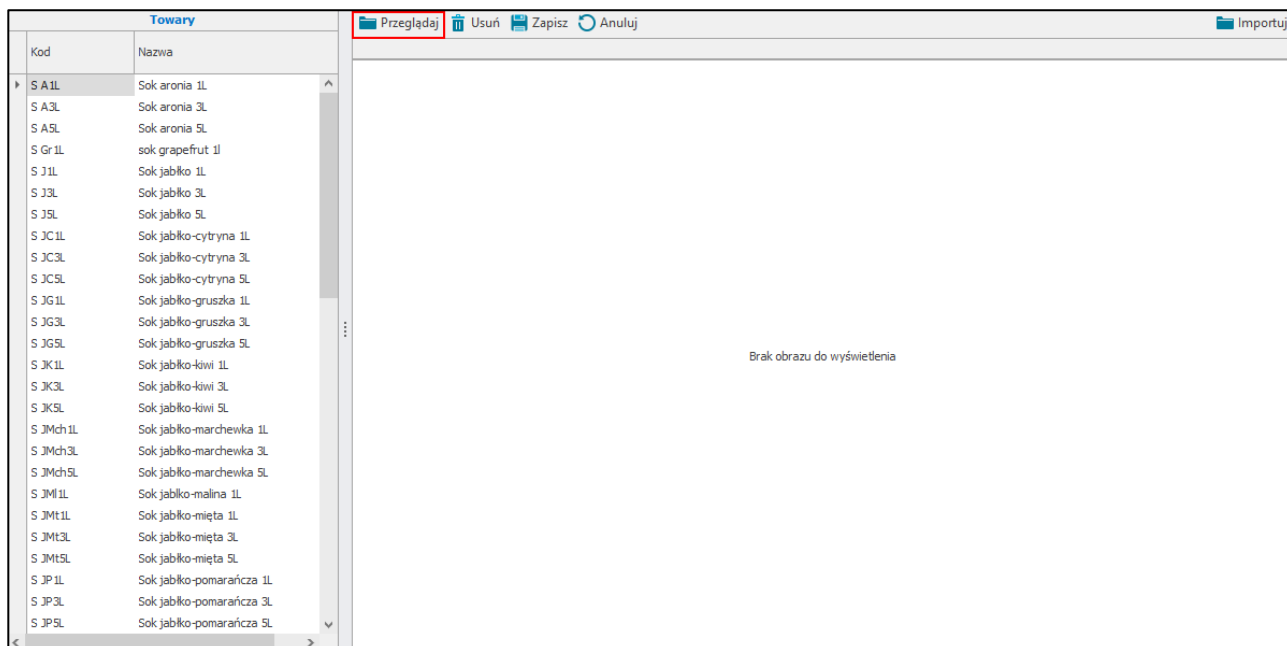 Towary
Przeglądaj Usuń Zapisz Anuluj Importuj
Kod Nazwa
S A1L Sok aronia 1L
S A3L Sok aronia 3L
S A5L Sok aronia 5L
S Gr1L sok grapefrut 1l
S J1L Sok jabłko 1L
S J3L Sok jabłko 3L
S J5L Sok jabłko 5L
S JC1L Sok jabłko-cytryna 1L
S JC3L Sok jabłko-cytryna 3L
S JC5L Sok jabłko-cytryna 5L
S JG1L Sok jabłko-gruszka 1L
S JG3L Sok jabłko-gruszka 3L
S JG5L Sok jabłko-gruszka 5L
S JK1L Sok jabłko-kiwi 1L
S JK3L Sok jabłko-kiwi 3L
S JK5L Sok jabłko-kiwi 5L
S JMch1L Sok jabłko-marchewka 1L
S JMch3L Sok jabłko-marchewka 3L
S JMch5L Sok jabłko-marchewka 5L
S JMl1L Sok jablko-malina 1L
S JMt1L Sok jabłko-mięta 1L
S JMt3L Sok jabłko-mięta 3L
S JMt5L Sok jabłko-mięta 5L
S JP1L Sok jabłko-pomarańcza 1L
S JP3L Sok jabłko-pomarańcza 3L
S JP5L Sok jabłko-pomarańcza 5L
Brak obrazu do wyświetlenia